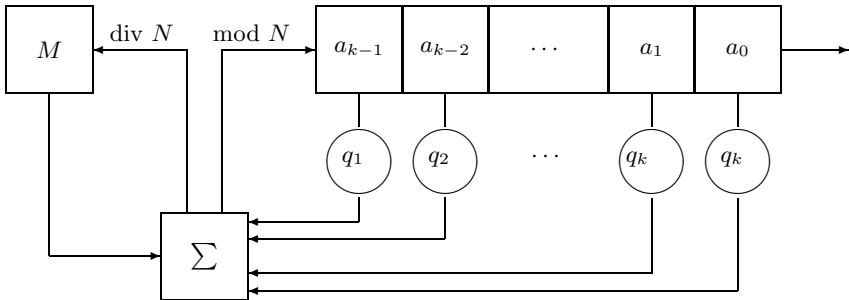 M div N mod N a_{k−1} a_{k−2} ⋯ a_1 a_0
q_1 q_2 ⋯ q_k q_k
∑